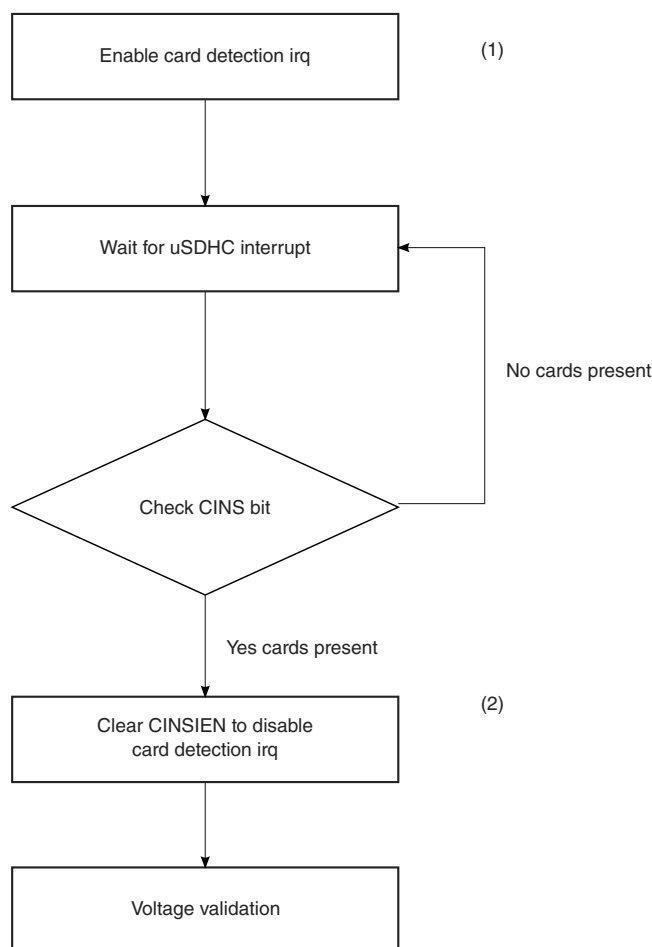 Enable card detection irq
(1)
Wait for uSDHC interrupt
No cards present
Check CINS bit
Yes cards present
(2)
Clear CINSIEN to disable
card detection irq
Voltage validation